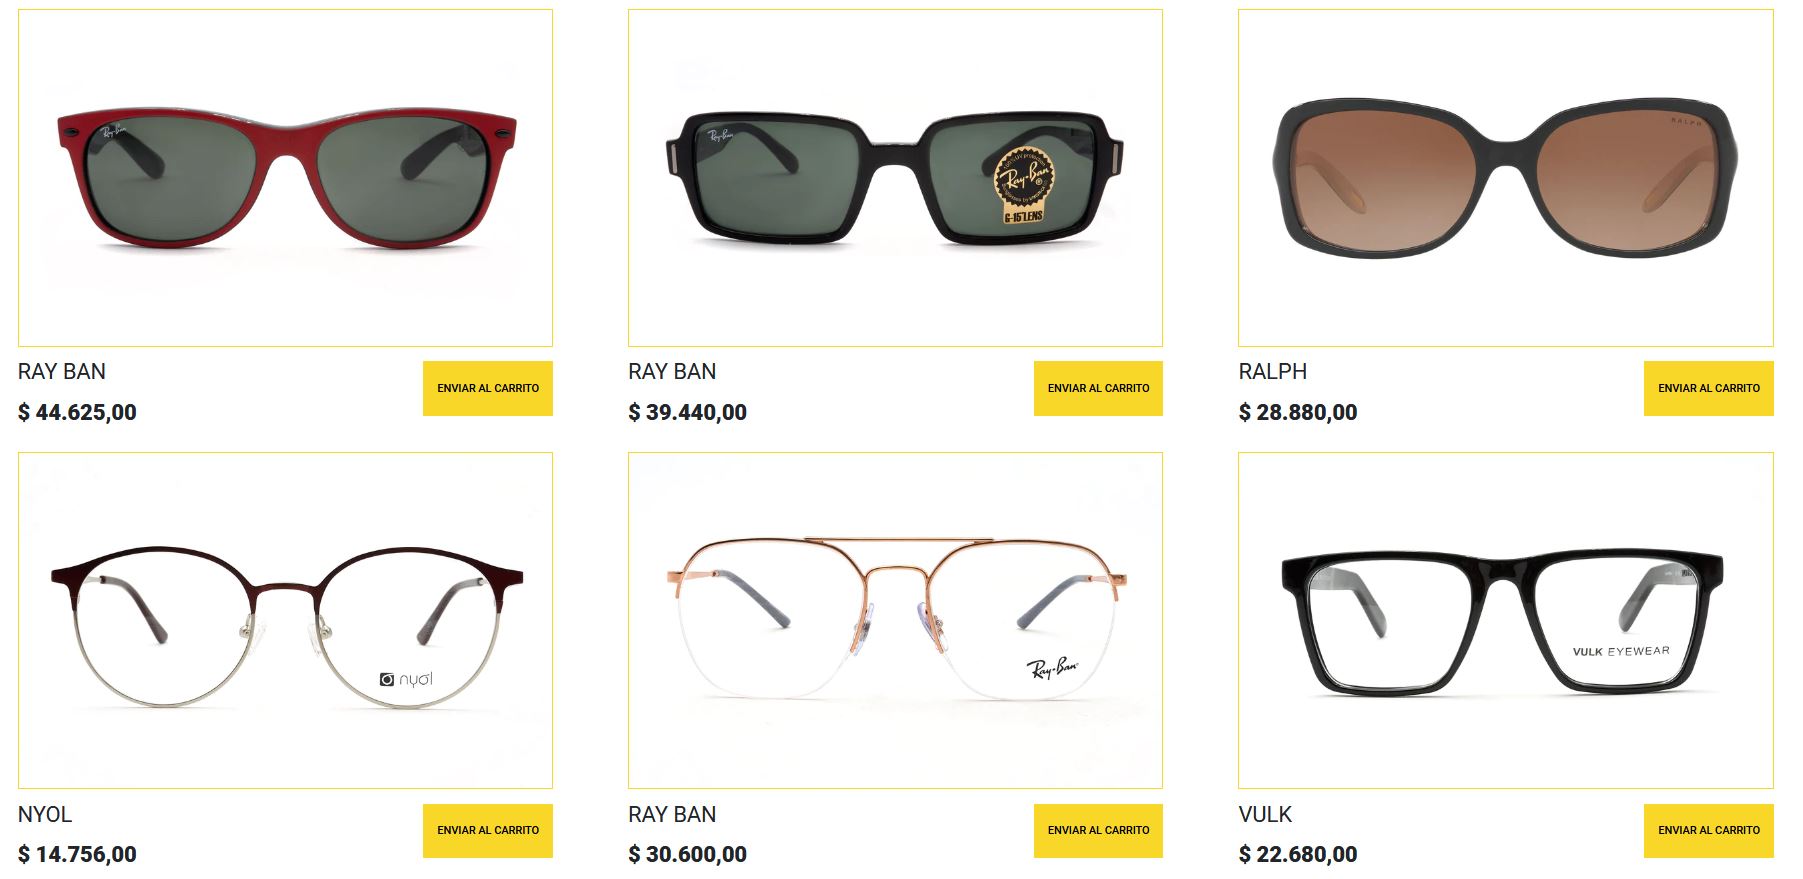 Ray-Ban
Ray-Ban
100% UV protection
Ray-Ban
G-15 LENS
RALPH
RAY BAN
ENVIAR AL CARRITO
$ 44.625,00
RAY BAN
ENVIAR AL CARRITO
$ 39.440,00
RALPH
ENVIAR AL CARRITO
$ 28.880,00
nyol
Ray-Ban
VULK EYEWEAR
NYOL
ENVIAR AL CARRITO
$ 14.756,00
RAY BAN
ENVIAR AL CARRITO
$ 30.600,00
VULK
ENVIAR AL CARRITO
$ 22.680,00